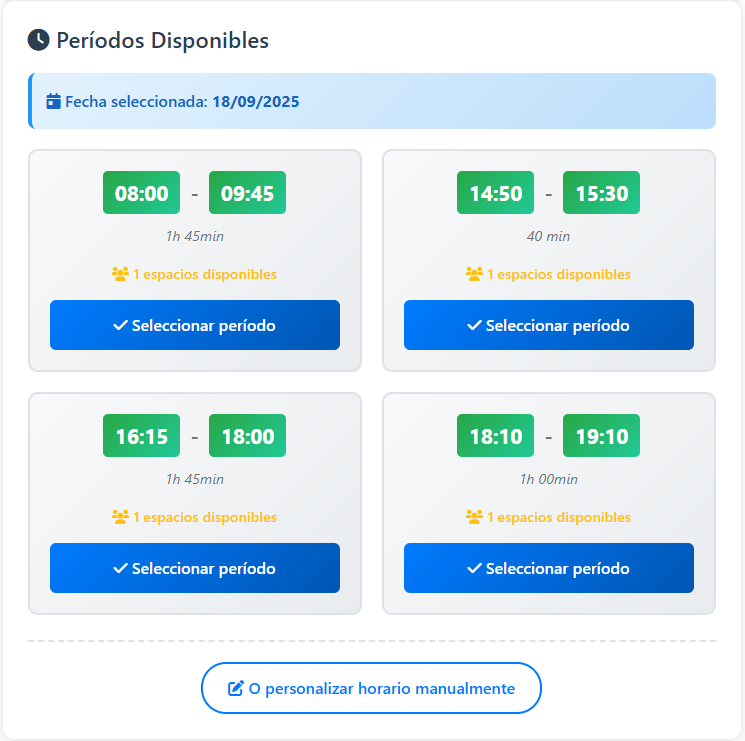 Períodos Disponibles
Fecha seleccionada: 18/09/2025
08:00 - 09:45
1h 45min
1 espacios disponibles
Seleccionar período
14:50 - 15:30
40 min
1 espacios disponibles
Seleccionar período
16:15 - 18:00
1h 45min
1 espacios disponibles
Seleccionar período
18:10 - 19:10
1h 00min
1 espacios disponibles
Seleccionar período
O personalizar horario manualmente